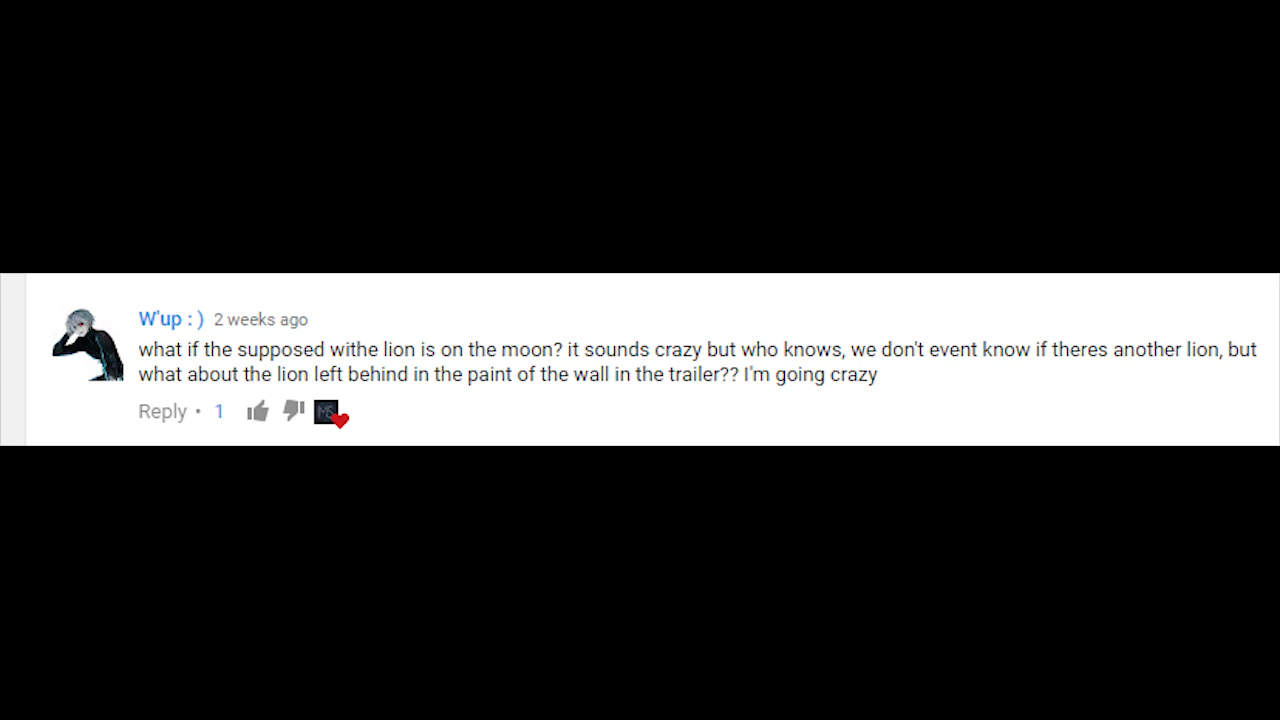 W'up : ) 2 weeks ago
what if the supposed withe lion is on the moon? it sounds crazy but who knows, we don't event know if theres another lion, but
what about the lion left behind in the paint of the wall in the trailer?? I'm going crazy
Reply • 1